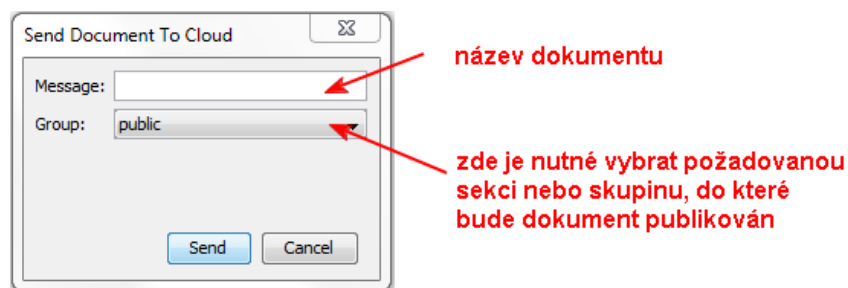 Send Document To Cloud
název dokumentu
Message:
Group: public
zde je nutné vybrat požadovanou
sekci nebo skupinu, do které
bude dokument publikován
Send Cancel